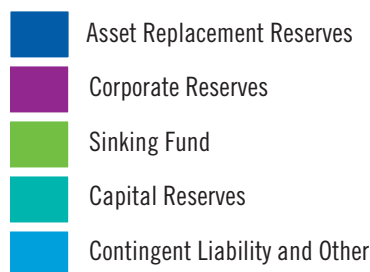 Asset Replacement Reserves
Corporate Reserves
Sinking Fund
Capital Reserves
Contingent Liability and Other